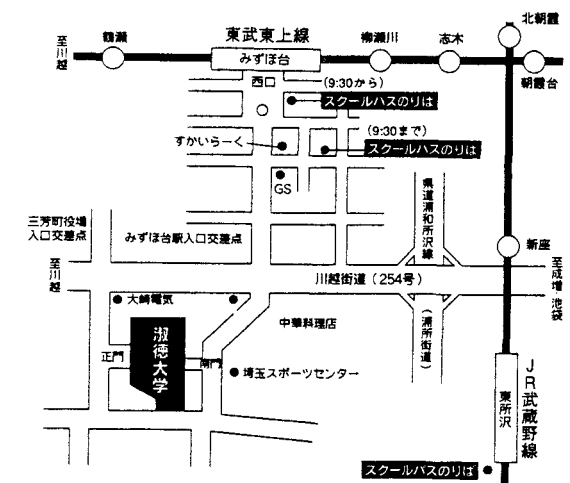 北朝霞
東武東上線
至川越
鶴瀬
みずほ台
柳瀬川
志木
朝霞台
西口
(9:30から)
スクールバスのりば
(9:30まで)
すかいらーく
スクールバスのりば
GS
県道浦和所沢線
三芳町役場
入口交差点
みずほ台駅入口交差点
新座
至川越
川越街道(254号)
至成増・池袋
大崎電気
中華料理店
(浦所街道)
淑徳大学
正門
南門
埼玉スポーツセンター
東所沢
JR武蔵野線
スクールバスのりば